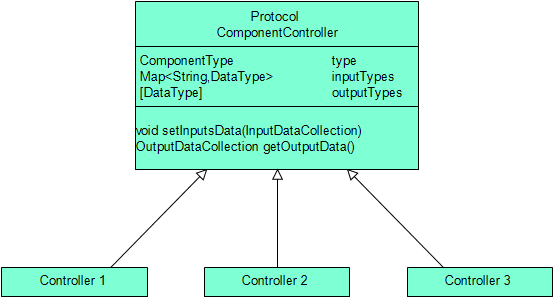 Protocol
ComponentController
ComponentType type
Map<String,DataType> inputTypes
[DataType] outputTypes
void setInputsData(InputDataCollection)
OutputDataCollection getOutputData()
Controller 1
Controller 2
Controller 3